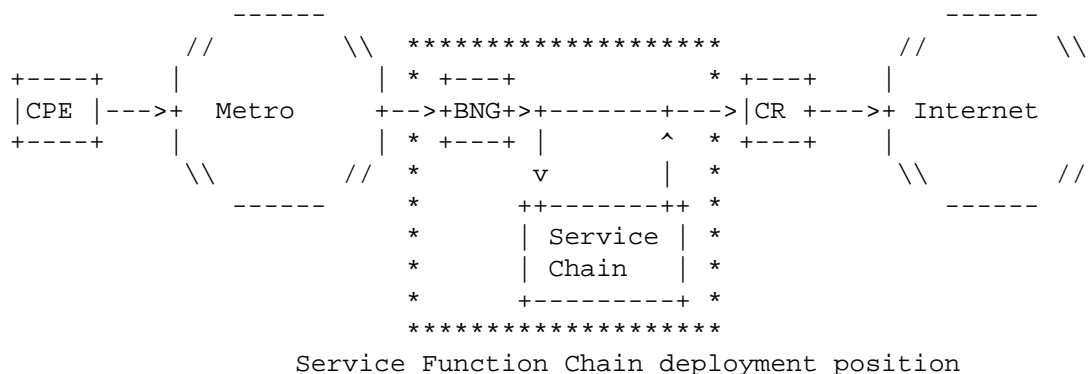 CPE Metro BNG CR Internet
Service
Chain
Service Function Chain deployment position